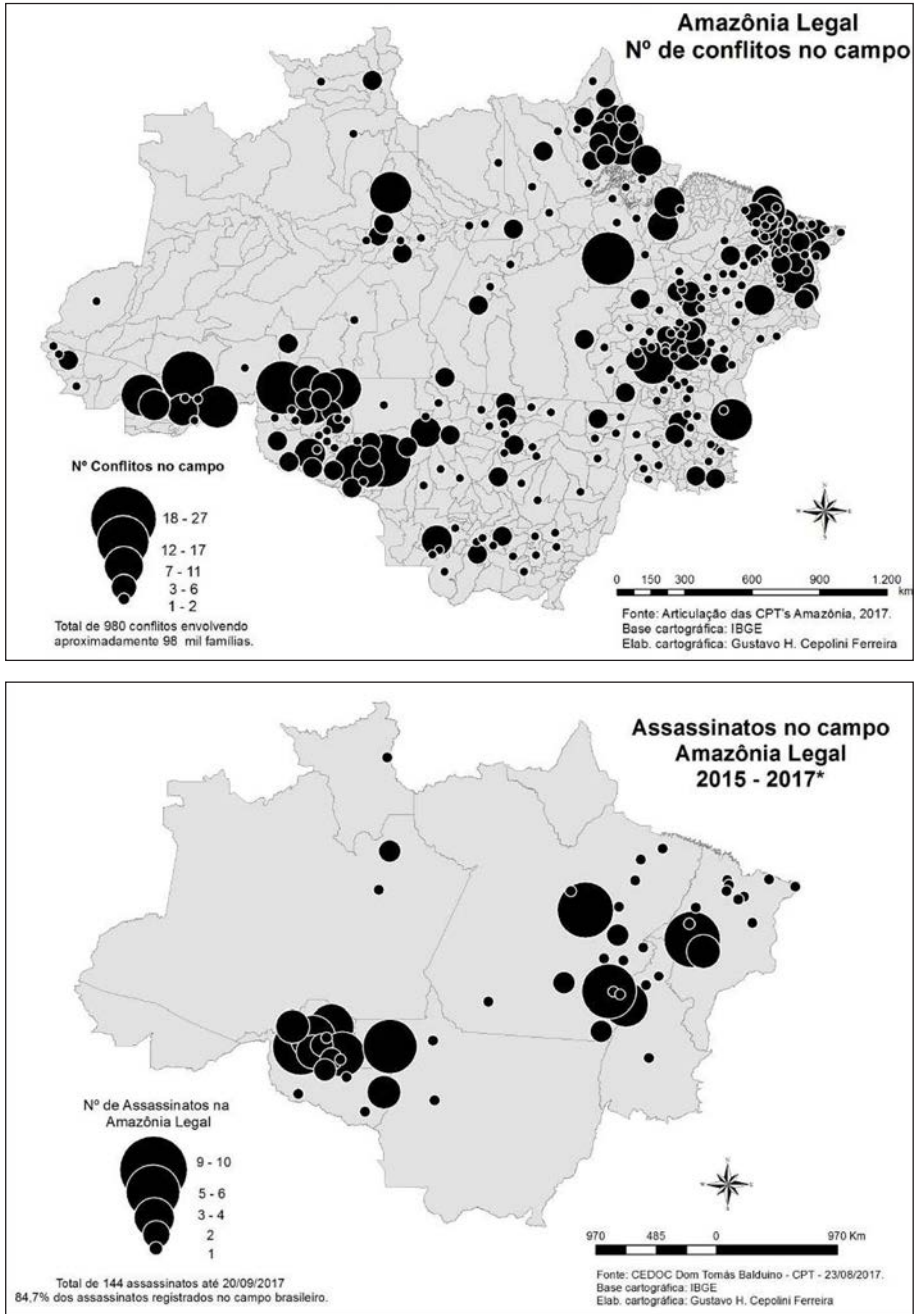 Amazônia Legal
Nº de conflitos no campo
Nº Conflitos no campo
18 - 27
12 - 17
7 - 11
3 - 6
1 - 2
Total de 980 conflitos envolvendo
aproximadamente 98 mil famílias.
N
W
E
S
0 150 300 600 900 1.200
km
Fonte: Articulação das CPT's Amazônia, 2017.
Base cartográfica: IBGE
Elab. cartográfica: Gustavo H. Cepolini Ferreira
Assassinatos no campo
Amazônia Legal
2015 - 2017*
Nº de Assassinatos na
Amazônia Legal
9 - 10
5 - 6
3 - 4
2
1
Total de 144 assassinatos até 20/09/2017
84,7% dos assassinatos registrados no campo brasileiro.
N
W
E
S
970 485 0 970 Km
Fonte: CEDOC Dom Tomás Balduino - CPT - 23/08/2017.
Base cartográfica: IBGE
Elab. cartográfica: Gustavo H. Cepolini Ferreira